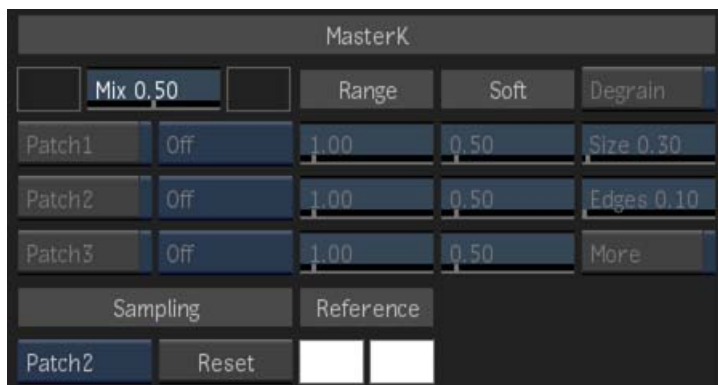 MasterK
Mix 0.50 Range Soft Degrain
Patch1 Off 1.00 0.50 Size 0.30
Patch2 Off 1.00 0.50 Edges 0.10
Patch3 Off 1.00 0.50 More
Sampling Reference
Patch2 Reset